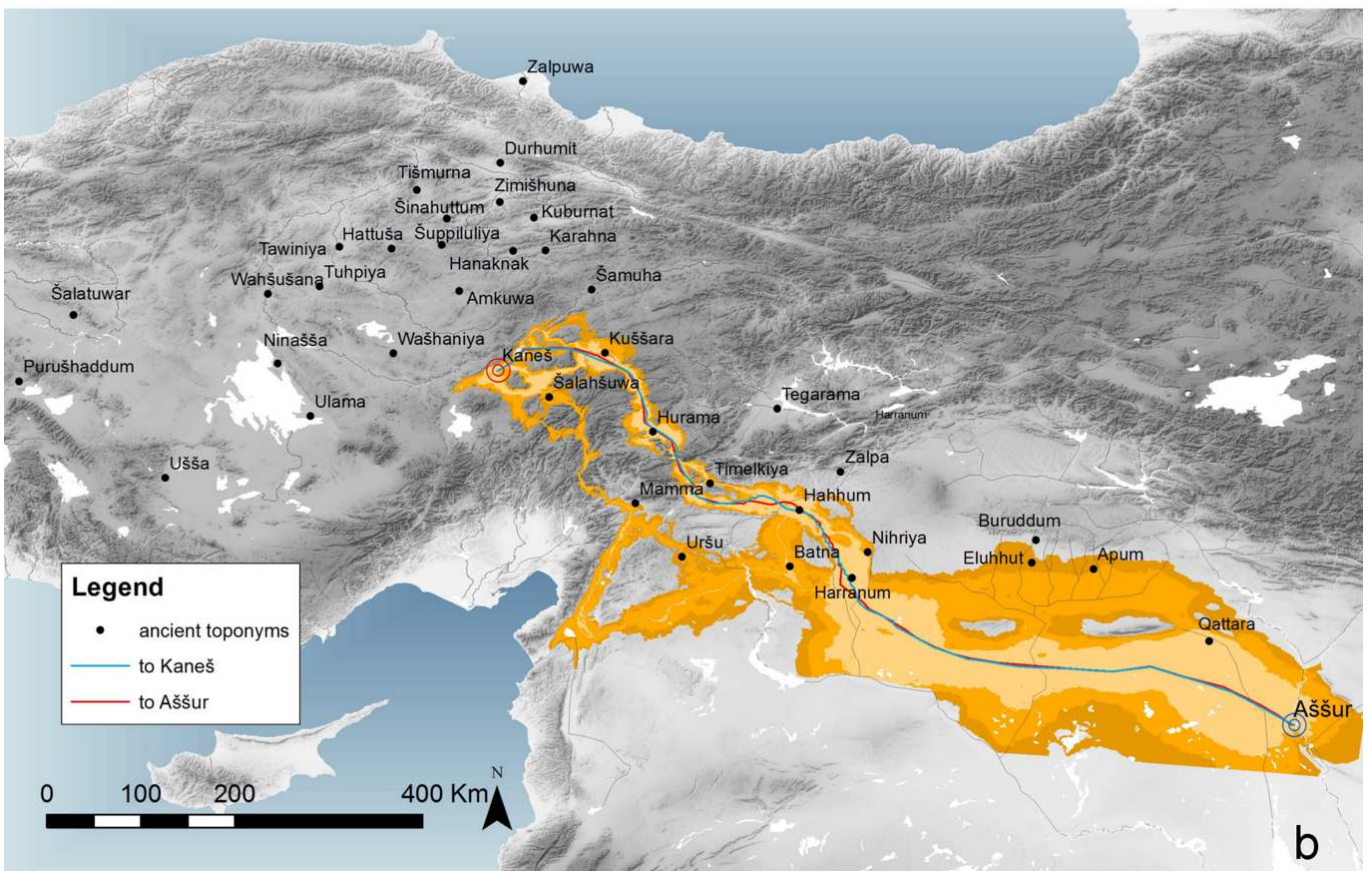 Zalpuwa
Durhumit
Tišmurna
Zimišhuna
Šinahuttum
Kuburnat
Hattuša
Šuppiluliya
Karahna
Tawiniya
Hanaknak
Tuhpiya
Wahšušana
Amkuwa
Šamuha
Šalatuwar
Ninašša
Wašhaniya
Kuššara
Kaneš
Purušhaddum
Šalahšuwa
Tegarama
Ulama
Harranum
Hurama
Ušša
Timelkiya
Zalpa
Mamma
Hahhum
Buruddum
Nihriya
Uršu
Batna
Eluhhut
Apum
Harranum
Qattara
Aššur
Legend
ancient toponyms
to Kaneš
to Aššur
N
0 100 200 400 Km
b